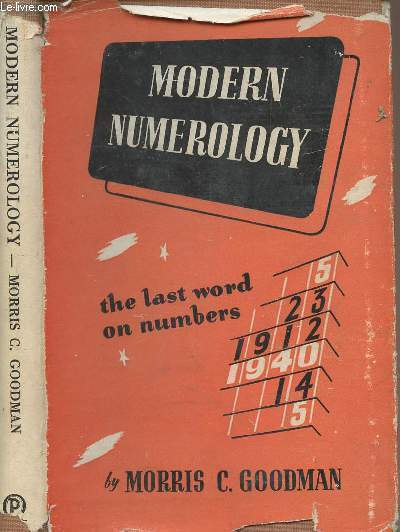 Le-livre.com
MODERN NUMEROLOGY — MORRIS C. GOODMAN
p
MODERN
NUMEROLOGY
the last word
on numbers
5
23
1912
1940
14
5
by MORRIS C. GOODMAN